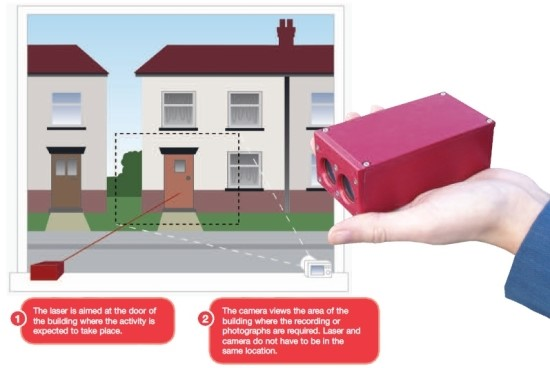 1
The laser is aimed at the door of
the building where the activity is
expected to take place.
2
The camera views the area of the
building where the recording or
photographs are required. Laser and
camera do not have to be in the
same location.